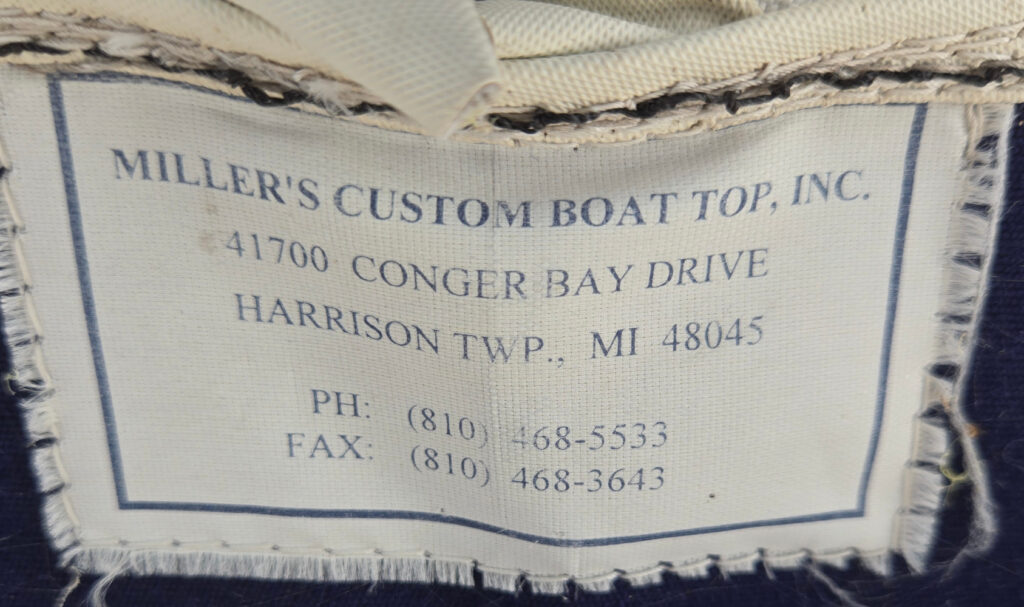 MILLER'S CUSTOM BOAT TOP, INC.
41700 CONGER BAY DRIVE
HARRISON TWP., MI 48045
PH: (810) 468-5533
FAX: (810) 468-3643